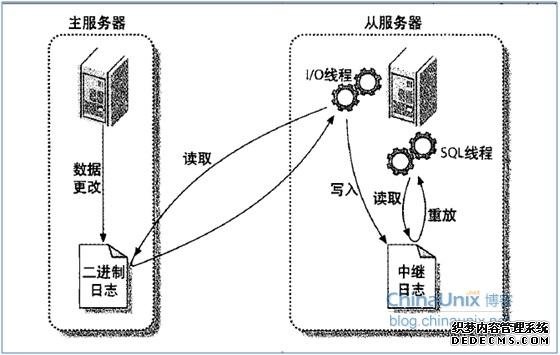 主服务器
从服务器
I/O线程
SQL线程
数据
更改
读取
写入
读取
重放
二进制
日志
中继
日志
ChinaUnix.net 博客
blog.chinaunix.net
织梦内容管理系统
DEDECMS.COM